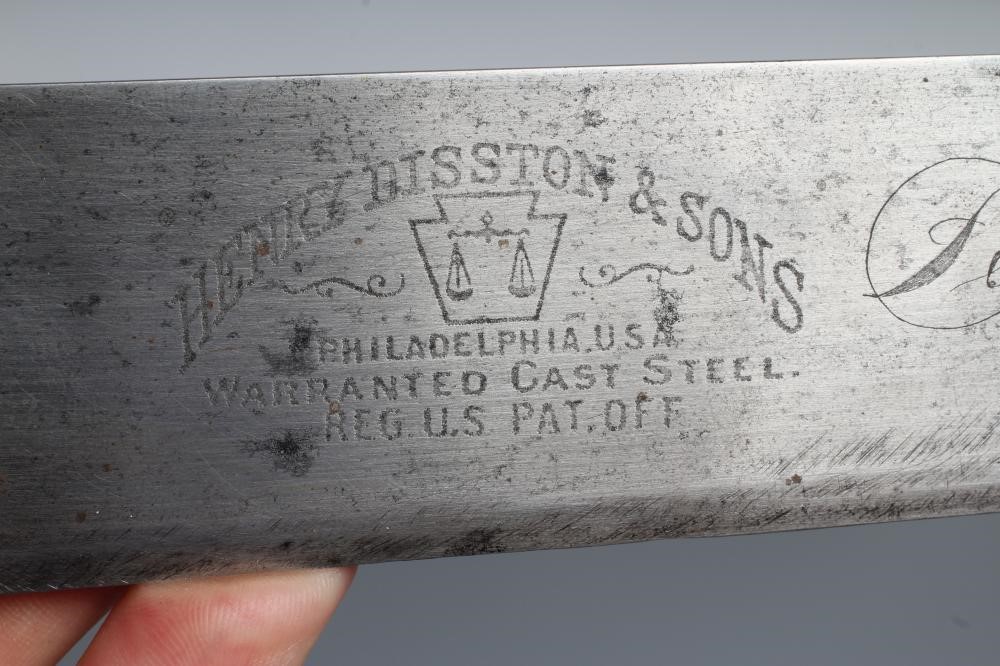 HENRY DISSTON & SONS
PHILADELPHIA.U.S.A.
WARRANTED CAST STEEL.
REG.U.S PAT.OFF